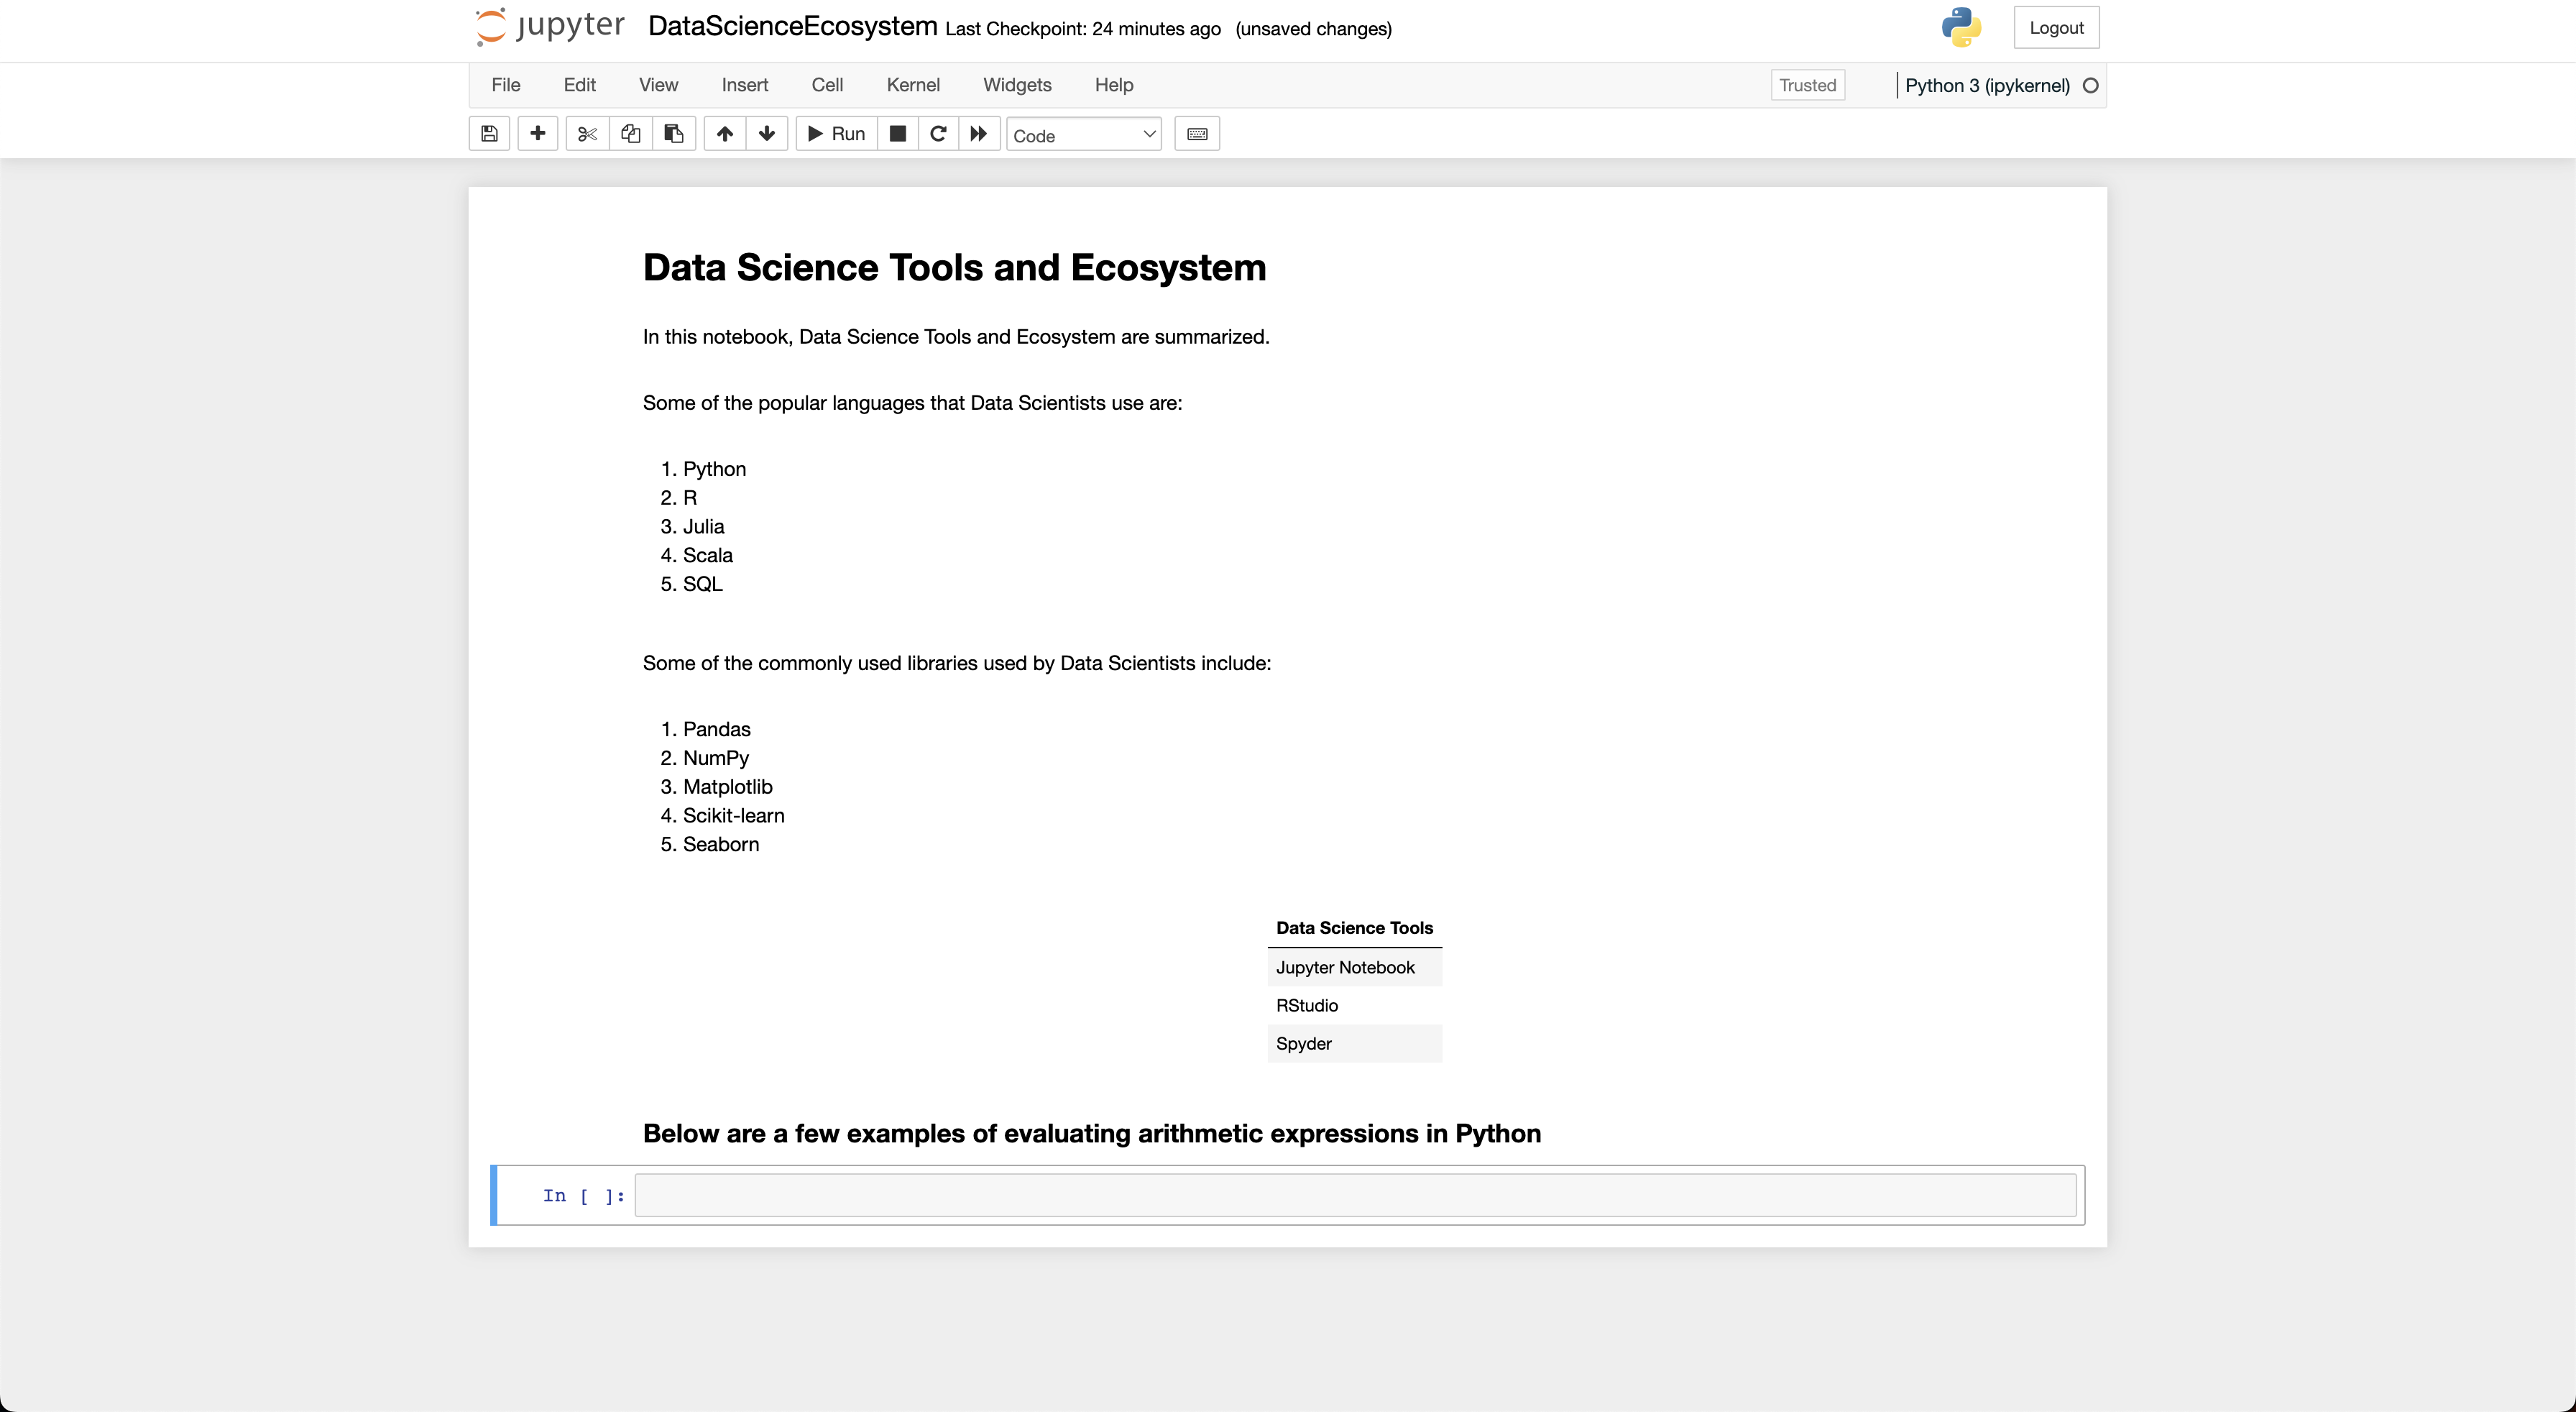 jupyter DataScienceEcosystem Last Checkpoint: 24 minutes ago (unsaved changes)
Logout
File Edit View Insert Cell Kernel Widgets Help
Trusted
Python 3 (ipykernel)
Run
Code
Data Science Tools and Ecosystem
In this notebook, Data Science Tools and Ecosystem are summarized.
Some of the popular languages that Data Scientists use are:
1. Python
2. R
3. Julia
4. Scala
5. SQL
Some of the commonly used libraries used by Data Scientists include:
1. Pandas
2. NumPy
3. Matplotlib
4. Scikit-learn
5. Seaborn
Data Science Tools
Jupyter Notebook
RStudio
Spyder
Below are a few examples of evaluating arithmetic expressions in Python
In [ ]: